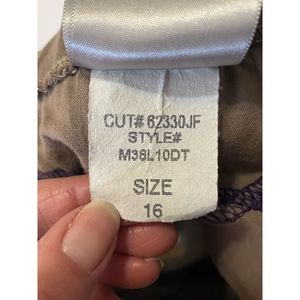 CUT# 62330JF
STYLE#
M38L10DT
SIZE
16